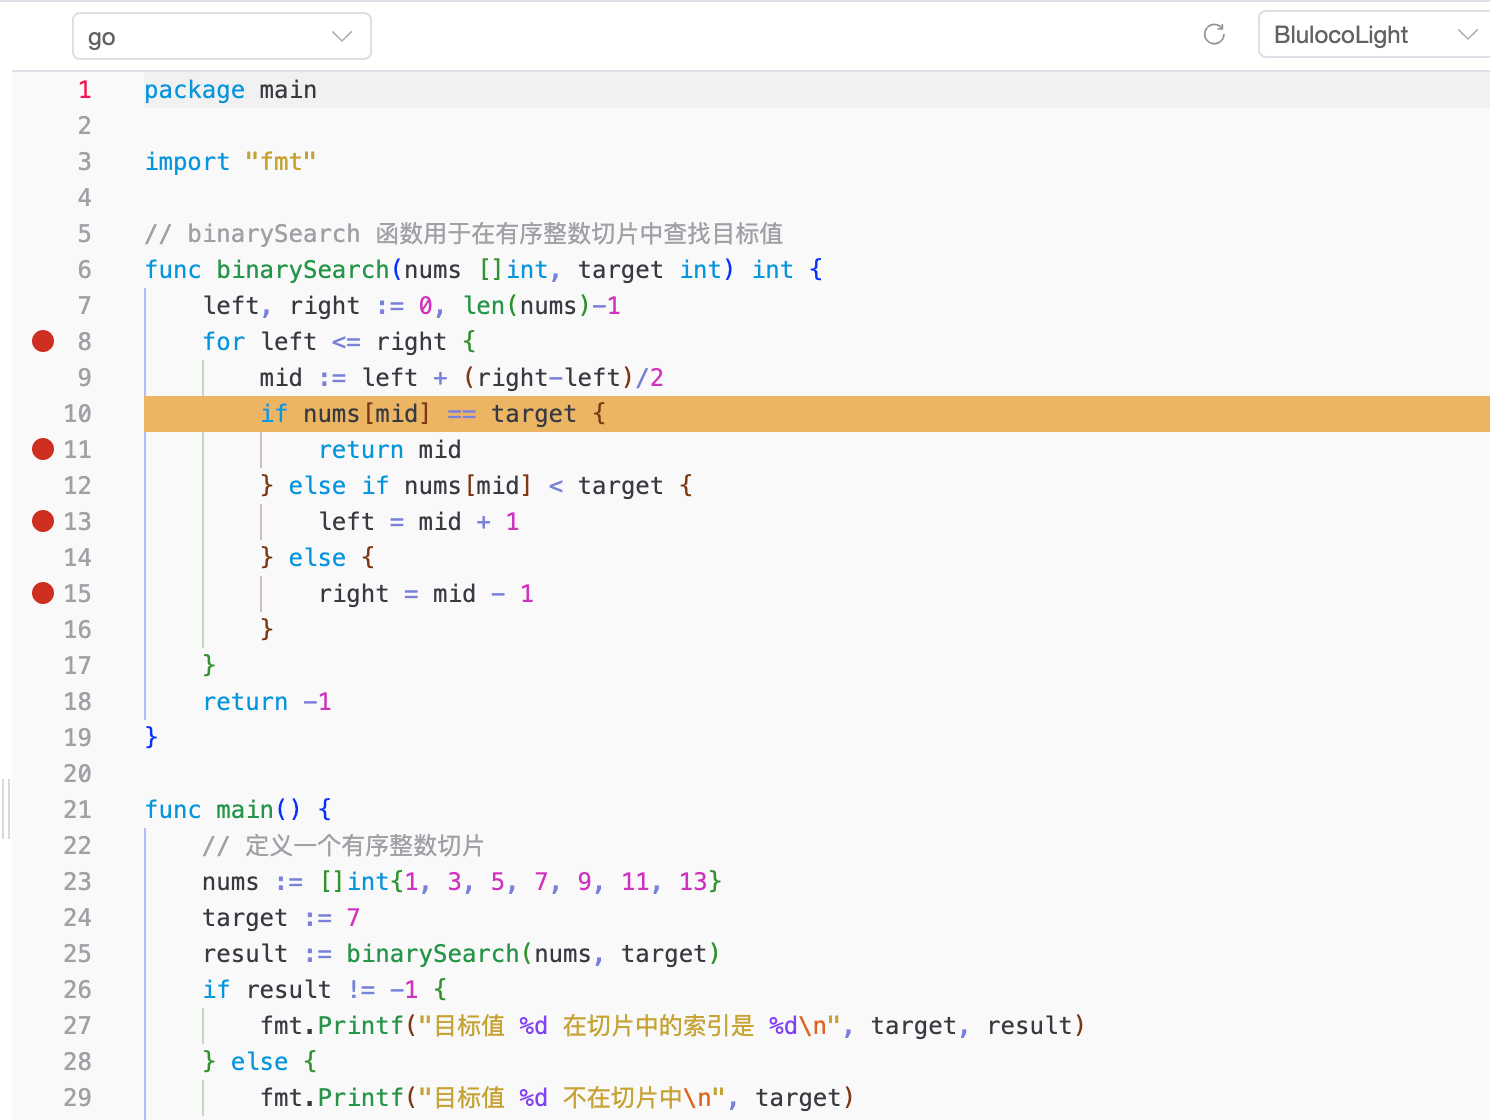 go
BlulocoLight
1 package main
2
3 import "fmt"
4
5 // binarySearch 函数用于在有序整数切片中查找目标值
6 func binarySearch(nums []int, target int) int {
7     left, right := 0, len(nums)-1
8     for left <= right {
9         mid := left + (right-left)/2
10         if nums[mid] == target {
11             return mid
12         } else if nums[mid] < target {
13             left = mid + 1
14         } else {
15             right = mid - 1
16         }
17     }
18     return -1
19 }
20
21 func main() {
22     // 定义一个有序整数切片
23     nums := []int{1, 3, 5, 7, 9, 11, 13}
24     target := 7
25     result := binarySearch(nums, target)
26     if result != -1 {
27         fmt.Printf("目标值 %d 在切片中的索引是 %d\n", target, result)
28     } else {
29         fmt.Printf("目标值 %d 不在切片中\n", target)